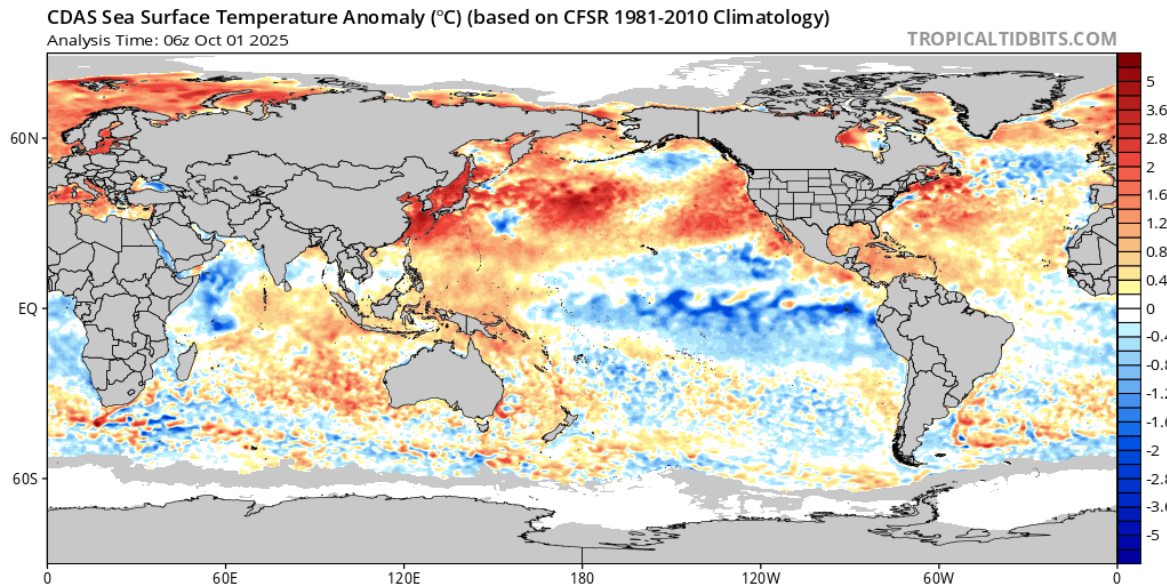 CDAS Sea Surface Temperature Anomaly (°C) (based on CFSR 1981-2010 Climatology)
Analysis Time: 06z Oct 01 2025
TROPICALTIDBITS.COM
5
3.6
2.8
2
1.6
1.2
0.8
0.4
0
-0.4
-0.8
-1.2
-1.6
-2
-2.8
-3.6
-5
60N
EQ
60S
0
60E
120E
180
120W
60W
0